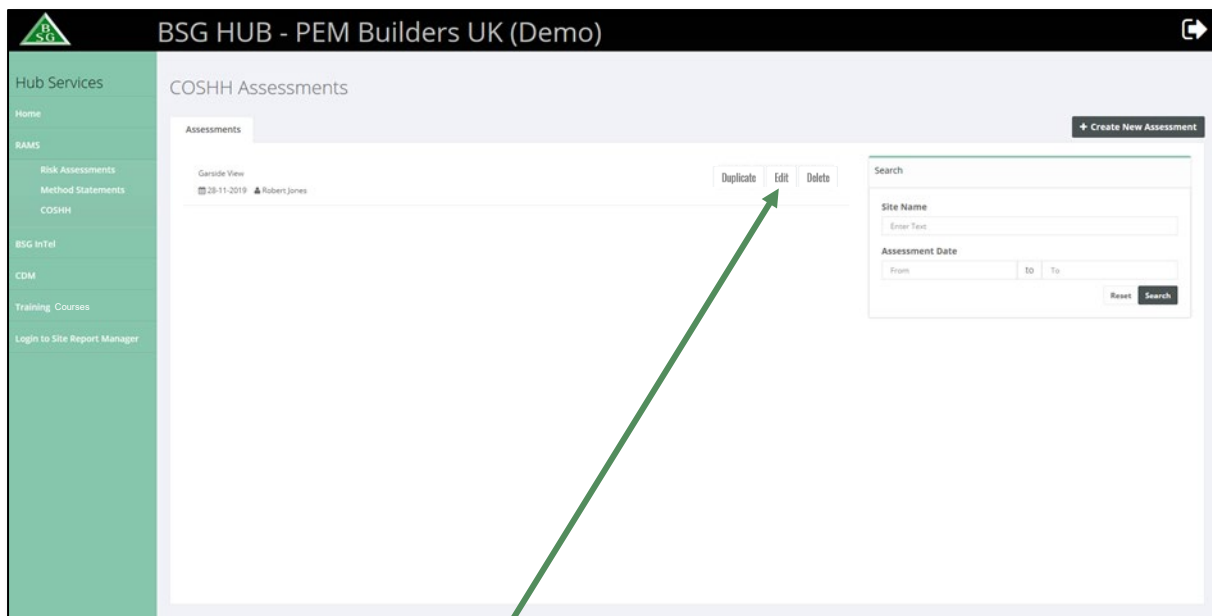 BSG
BSG HUB - PEM Builders UK (Demo)
Hub Services
Home
RAMS
Risk Assessments
Method Statements
COSHH
BSG InTel
CDM
Training Courses
Login to Site Report Manager
COSHH Assessments
Assessments
+ Create New Assessment
Garside View
28-11-2019 Robert Jones
Duplicate Edit Delete
Search
Site Name
Enter Text
Assessment Date
From to To
Reset Search